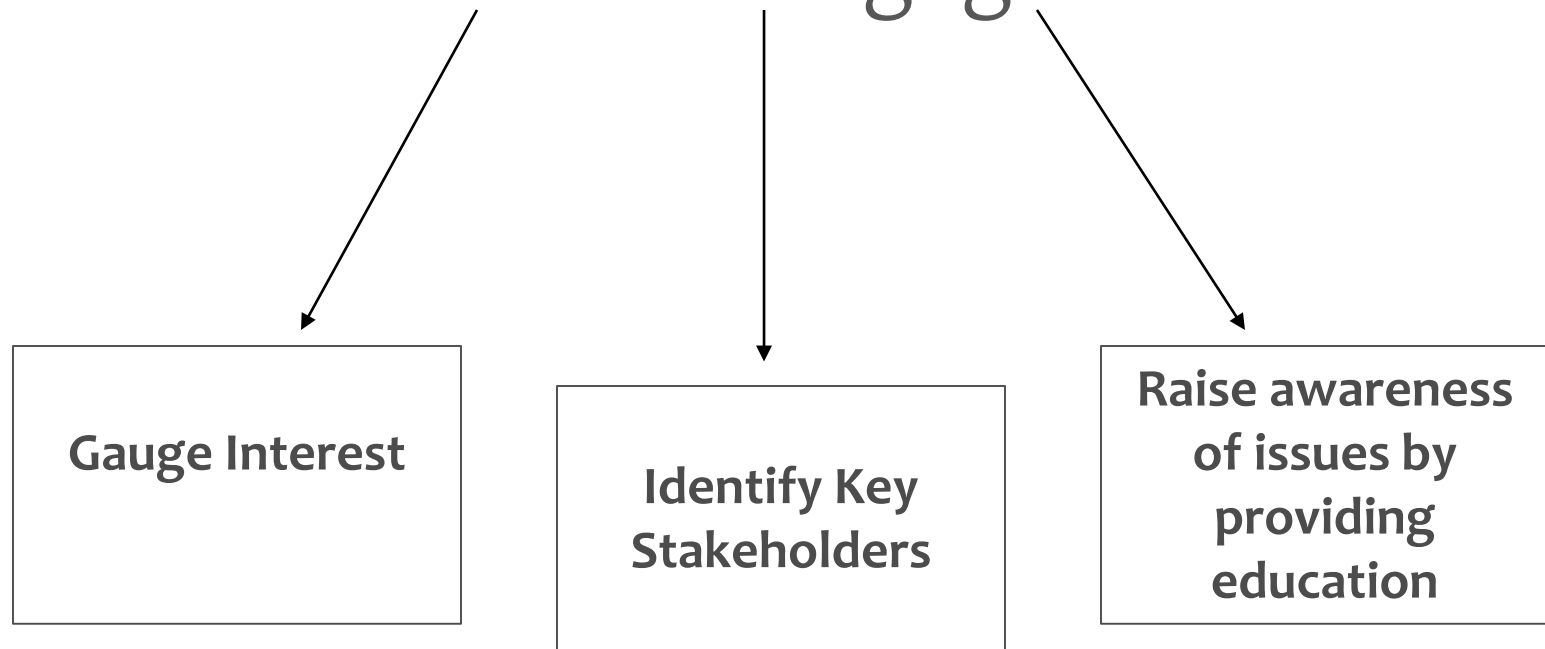 Gauge Interest
Identify Key
Stakeholders
Raise awareness
of issues by
providing
education